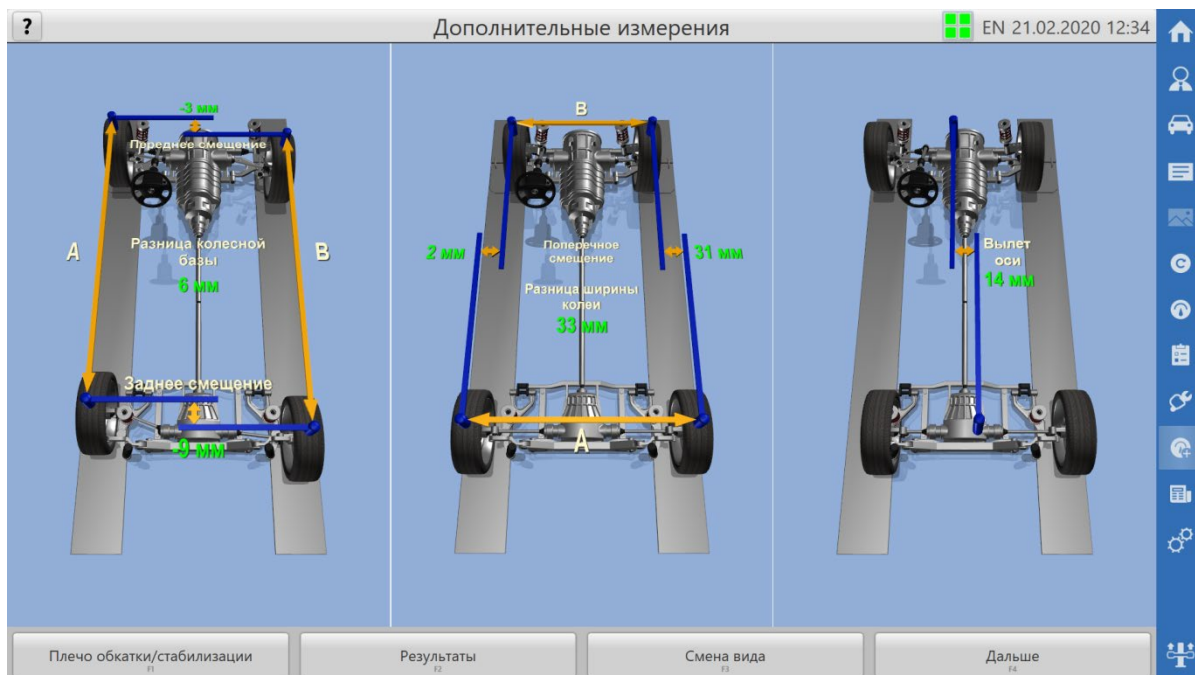 ?
Дополнительные измерения
EN 21.02.2020 12:34
-3 мм
Переднее смещение
A
Разница колесной
базы
6 мм
B
Заднее смещение
-9 мм
B
2 мм
Поперечное
смещение
31 мм
Разница ширины
колеи
33 мм
A
Вылет
оси
14 мм
Плечо обкатки/стабилизации
F1
Результаты
F2
Смена вида
F3
Дальше
F4